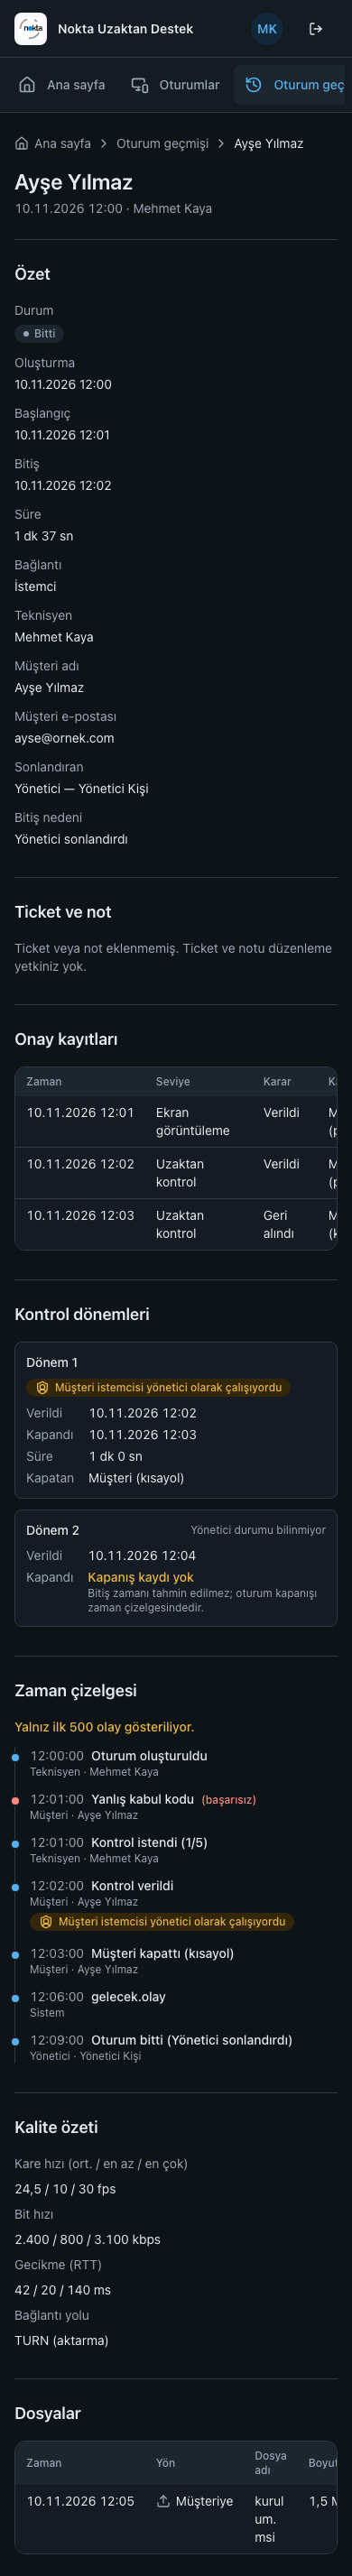 nokta
Nokta Uzaktan Destek
MK
Ana sayfa
Oturumlar
Oturum geç
Ana sayfa > Oturum geçmişi > Ayşe Yılmaz
Ayşe Yılmaz
10.11.2026 12:00 · Mehmet Kaya
Özet
Durum
Bitti
Oluşturma
10.11.2026 12:00
Başlangıç
10.11.2026 12:01
Bitiş
10.11.2026 12:02
Süre
1 dk 37 sn
Bağlantı
İstemci
Teknisyen
Mehmet Kaya
Müşteri adı
Ayşe Yılmaz
Müşteri e-postası
ayse@ornek.com
Sonlandıran
Yönetici — Yönetici Kişi
Bitiş nedeni
Yönetici sonlandırdı
Ticket ve not
Ticket veya not eklenmemiş. Ticket ve notu düzenleme
yetkiniz yok.
Onay kayıtları
Zaman Seviye Karar
10.11.2026 12:01 Ekran görüntüleme Verildi
10.11.2026 12:02 Uzaktan kontrol Verildi
10.11.2026 12:03 Uzaktan kontrol Geri alındı
Kontrol dönemleri
Dönem 1
Müşteri istemcisi yönetici olarak çalışıyordu
Verildi 10.11.2026 12:02
Kapandı 10.11.2026 12:03
Süre 1 dk 0 sn
Kapatan Müşteri (kısayol)
Dönem 2 Yönetici durumu bilinmiyor
Verildi 10.11.2026 12:04
Kapandı Kapanış kaydı yok
Bitiş zamanı tahmin edilmez; oturum kapanışı
zaman çizelgesindedir.
Zaman çizelgesi
Yalnız ilk 500 olay gösteriliyor.
12:00:00 Oturum oluşturuldu
Teknisyen · Mehmet Kaya
12:01:00 Yanlış kabul kodu (başarısız)
Müşteri · Ayşe Yılmaz
12:01:00 Kontrol istendi (1/5)
Teknisyen · Mehmet Kaya
12:02:00 Kontrol verildi
Müşteri · Ayşe Yılmaz
Müşteri istemcisi yönetici olarak çalışıyordu
12:03:00 Müşteri kapattı (kısayol)
Müşteri · Ayşe Yılmaz
12:06:00 gelecek.olay
Sistem
12:09:00 Oturum bitti (Yönetici sonlandırdı)
Yönetici · Yönetici Kişi
Kalite özeti
Kare hızı (ort. / en az / en çok)
24,5 / 10 / 30 fps
Bit hızı
2.400 / 800 / 3.100 kbps
Gecikme (RTT)
42 / 20 / 140 ms
Bağlantı yolu
TURN (aktarma)
Dosyalar
Zaman Yön Dosya adı Boyut
10.11.2026 12:05 Müşteriye kurulum.msi 1,5 M